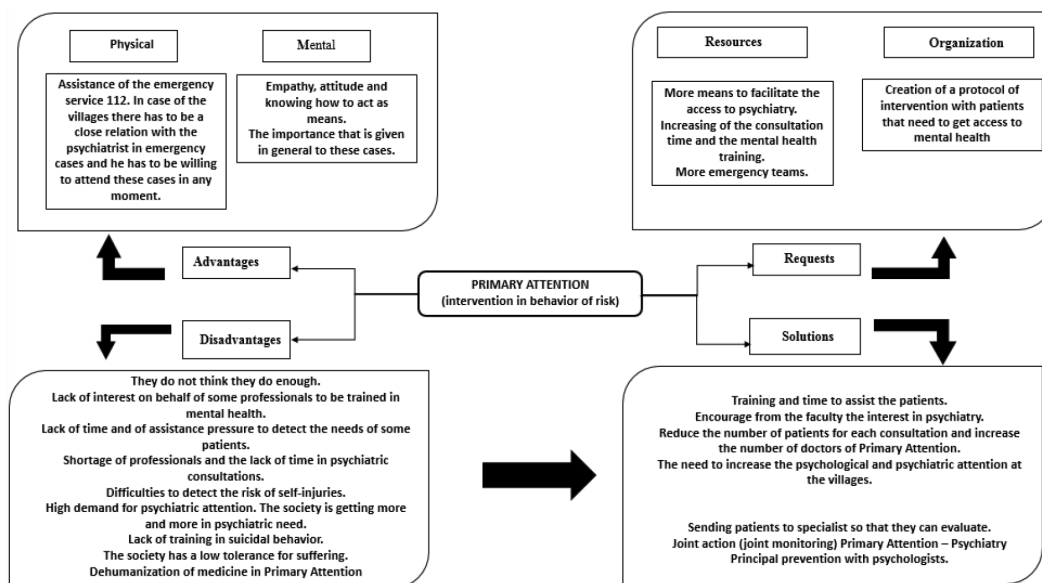 Physical
Mental
Assistance of the emergency
service 112. In case of the
villages there has to be a
close relation with the
psychiatrist in emergency
cases and he has to be willing
to attend these cases in any
moment.
Empathy, attitude and
knowing how to act as
means.
The importance that is given
in general to these cases.
Resources
Organization
More means to facilitate the
access to psychiatry.
Increasing of the consultation
time and the mental health
training.
More emergency teams.
Creation of a protocol of
intervention with patients
that need to get access to
mental health
Advantages
Disadvantages
PRIMARY ATTENTION
(intervention in behavior of risk)
Requests
Solutions
They do not think they do enough.
Lack of interest on behalf of some professionals to be trained in
mental health.
Lack of time and of assistance pressure to detect the needs of some
patients.
Shortage of professionals and the lack of time in psychiatric
consultations.
Difficulties to detect the risk of self-injuries.
High demand for psychiatric attention. The society is getting more
and more in psychiatric need.
Lack of training in suicidal behavior.
The society has a low tolerance for suffering.
Dehumanization of medicine in Primary Attention
Training and time to assist the patients.
Encourage from the faculty the interest in psychiatry.
Reduce the number of patients for each consultation and increase
the number of doctors of Primary Attention.
The need to increase the psychological and psychiatric attention at
the villages.
Sending patients to specialist so that they can evaluate.
Joint action (joint monitoring) Primary Attention – Psychiatry
Principal prevention with psychologists.